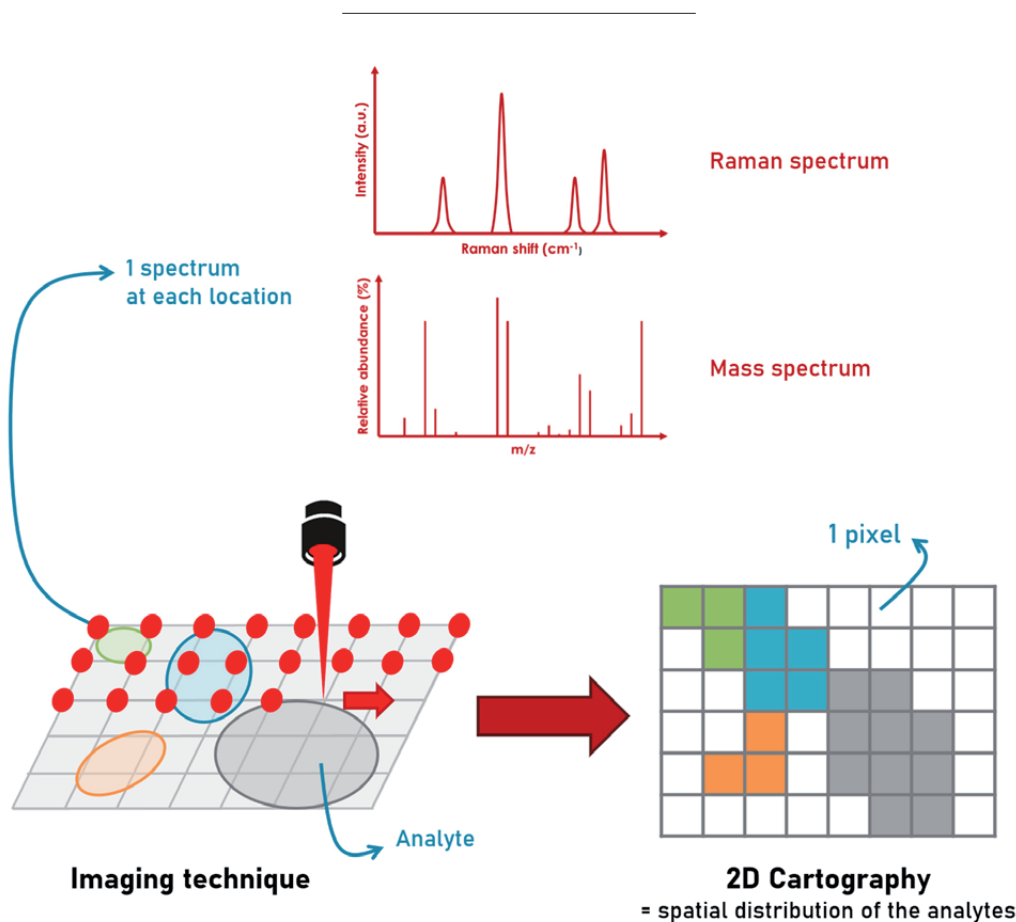 Intensity (a.u.)
Raman shift (cm⁻¹)
Raman spectrum
1 spectrum
at each location
Relative abundance (%)
m/z
Mass spectrum
1 pixel
Analyte
Imaging technique
2D Cartography
= spatial distribution of the analytes